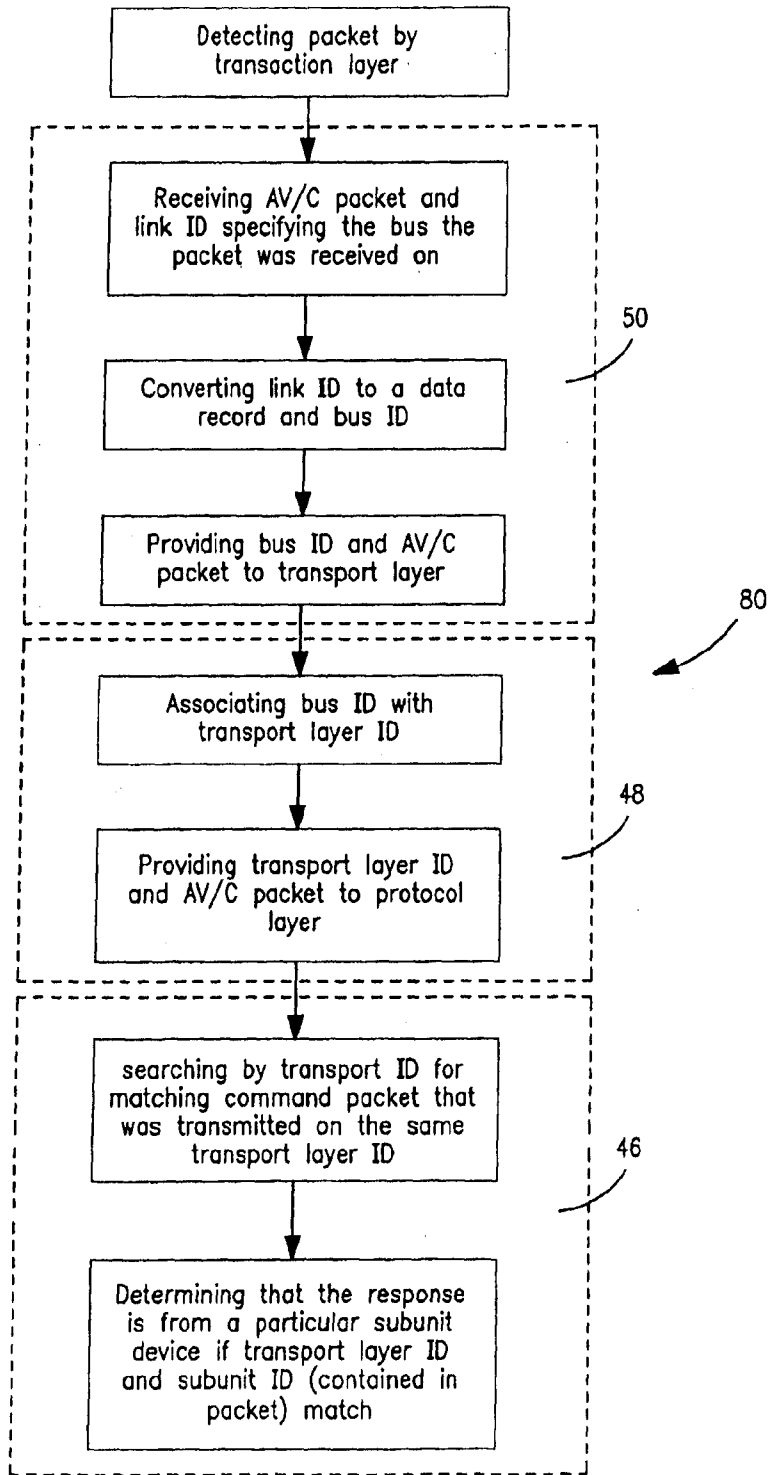 Detecting packet by
transaction layer
Receiving AV/C packet and
link ID specifying the bus the
packet was received on
50
Converting link ID to a data
record and bus ID
Providing bus ID and AV/C
packet to transport layer
80
Associating bus ID with
transport layer ID
48
Providing transport layer ID
and AV/C packet to protocol
layer
searching by transport ID for
matching command packet that
was transmitted on the same
transport layer ID
46
Determining that the response
is from a particular subunit
device if transport layer ID
and subunit ID (contained in
packet) match